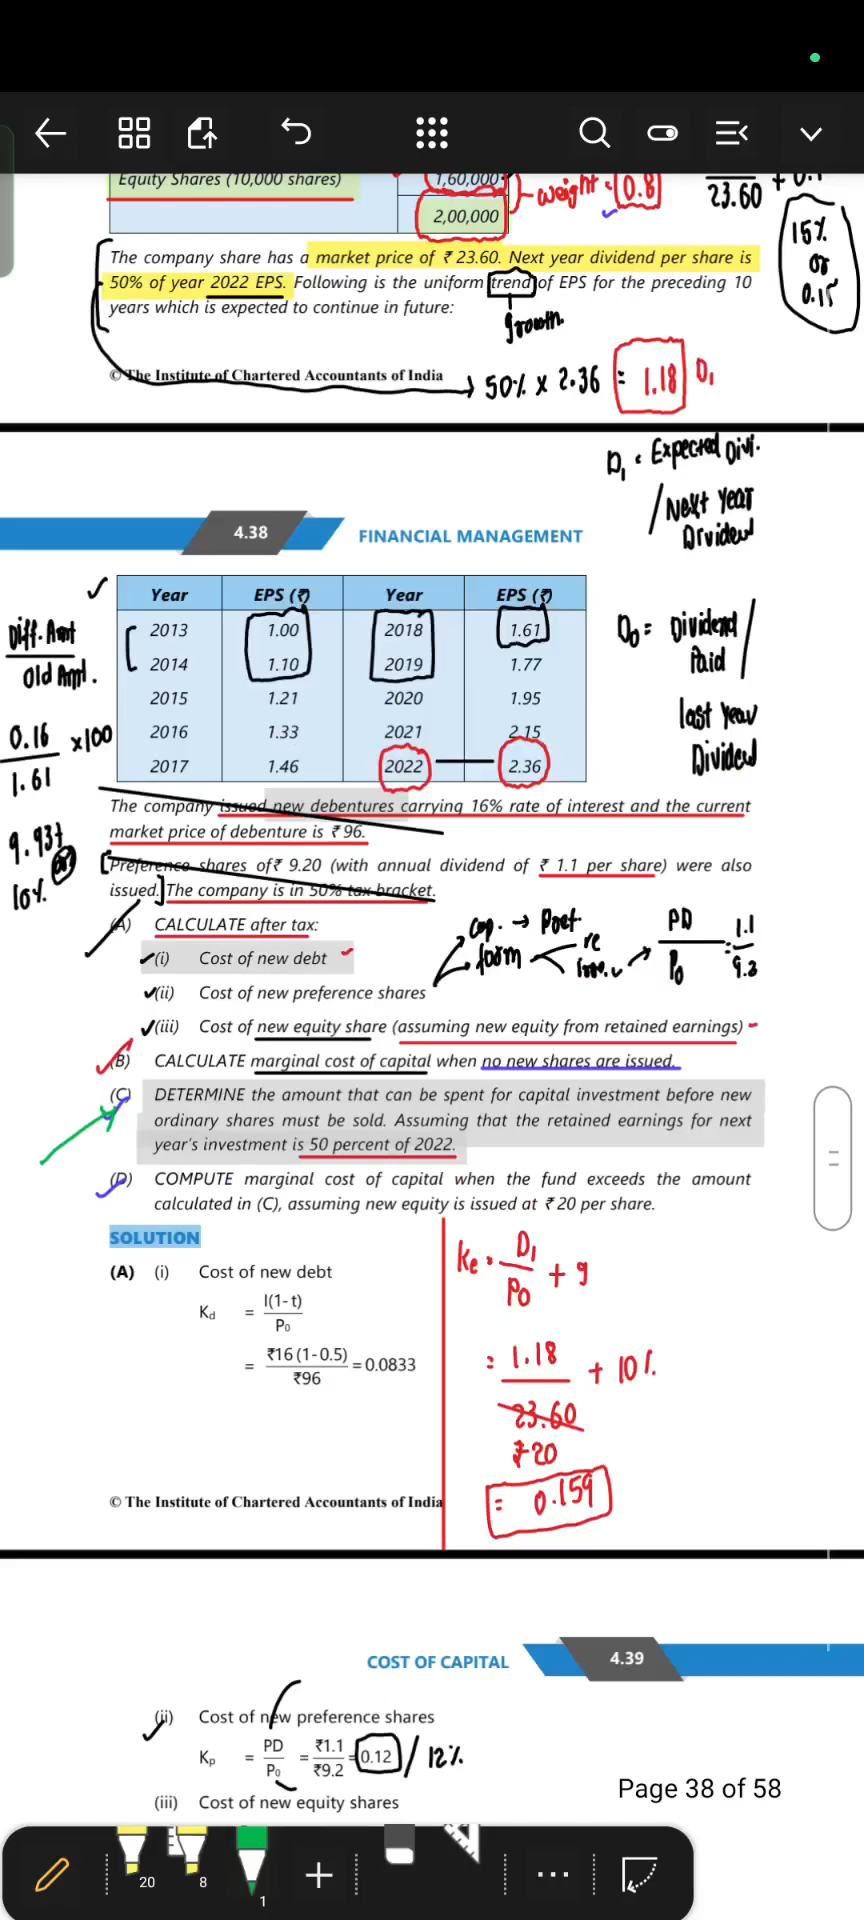 Equity Shares (10,000 shares)
1,60,000
weight = 0.8
23.60
2,00,000
15%
or
0.15
The company share has a market price of ₹ 23.60. Next year dividend per share is
50% of year 2022 EPS. Following is the uniform trend of EPS for the preceding 10
years which is expected to continue in future:
growth.
© The Institute of Chartered Accountants of India
50% x 2.36 = 1.18 D1
D1 = Expected Divi.
/ Next Year
Dividend
4.38
FINANCIAL MANAGEMENT
Year EPS (₹) Year EPS (₹)
2013 1.00 2018 1.61
2014 1.10 2019 1.77
2015 1.21 2020 1.95
2016 1.33 2021 2.15
2017 1.46 2022 2.36
Diff. Amt
Old Amt.
0.16 x100
1.61
9.93%
or
10%
D0 = Dividend /
Paid
last year
Dividend
The company issued new debentures carrying 16% rate of interest and the current
market price of debenture is ₹ 96.
Preference shares of ₹ 9.20 (with annual dividend of ₹ 1.1 per share) were also
issued. The company is in 50% tax bracket.
(A) CALCULATE after tax:
(i) Cost of new debt
(ii) Cost of new preference shares
(iii) Cost of new equity share (assuming new equity from retained earnings)
PD
P0
= 1.1
9.2
(B) CALCULATE marginal cost of capital when no new shares are issued.
(C) DETERMINE the amount that can be spent for capital investment before new
ordinary shares must be sold. Assuming that the retained earnings for next
year's investment is 50 percent of 2022.
(D) COMPUTE marginal cost of capital when the fund exceeds the amount
calculated in (C), assuming new equity is issued at ₹ 20 per share.
SOLUTION
(A) (i) Cost of new debt
Kd = I(1- t)
P0
= ₹16 (1-0.5) = 0.0833
₹96
Ke = D1 + g
P0
= 1.18 + 10%
23.60
₹20
= 0.159
© The Institute of Chartered Accountants of India
COST OF CAPITAL
4.39
(ii) Cost of new preference shares
Kp = PD = ₹1.1 = 0.12 / 12%
P0 ₹9.2
(iii) Cost of new equity shares
Page 38 of 58
20
8
1